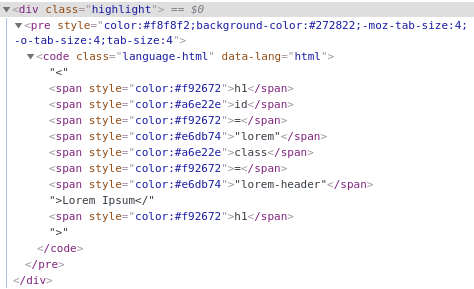 <div class="highlight"> == $0
<pre style="color:#f8f8f2;background-color:#272822;-moz-tab-size:4;
-o-tab-size:4;tab-size:4">
<code class="language-html" data-lang="html">
"<"
<span style="color:#f92672">h1</span>
<span style="color:#a6e22e">id</span>
<span style="color:#f92672">=</span>
<span style="color:#e6db74">"lorem"</span>
<span style="color:#a6e22e">class</span>
<span style="color:#f92672">=</span>
<span style="color:#e6db74">"lorem-header"</span>
">Lorem Ipsum</"
<span style="color:#f92672">h1</span>
">"
</code>
</pre>
</div>